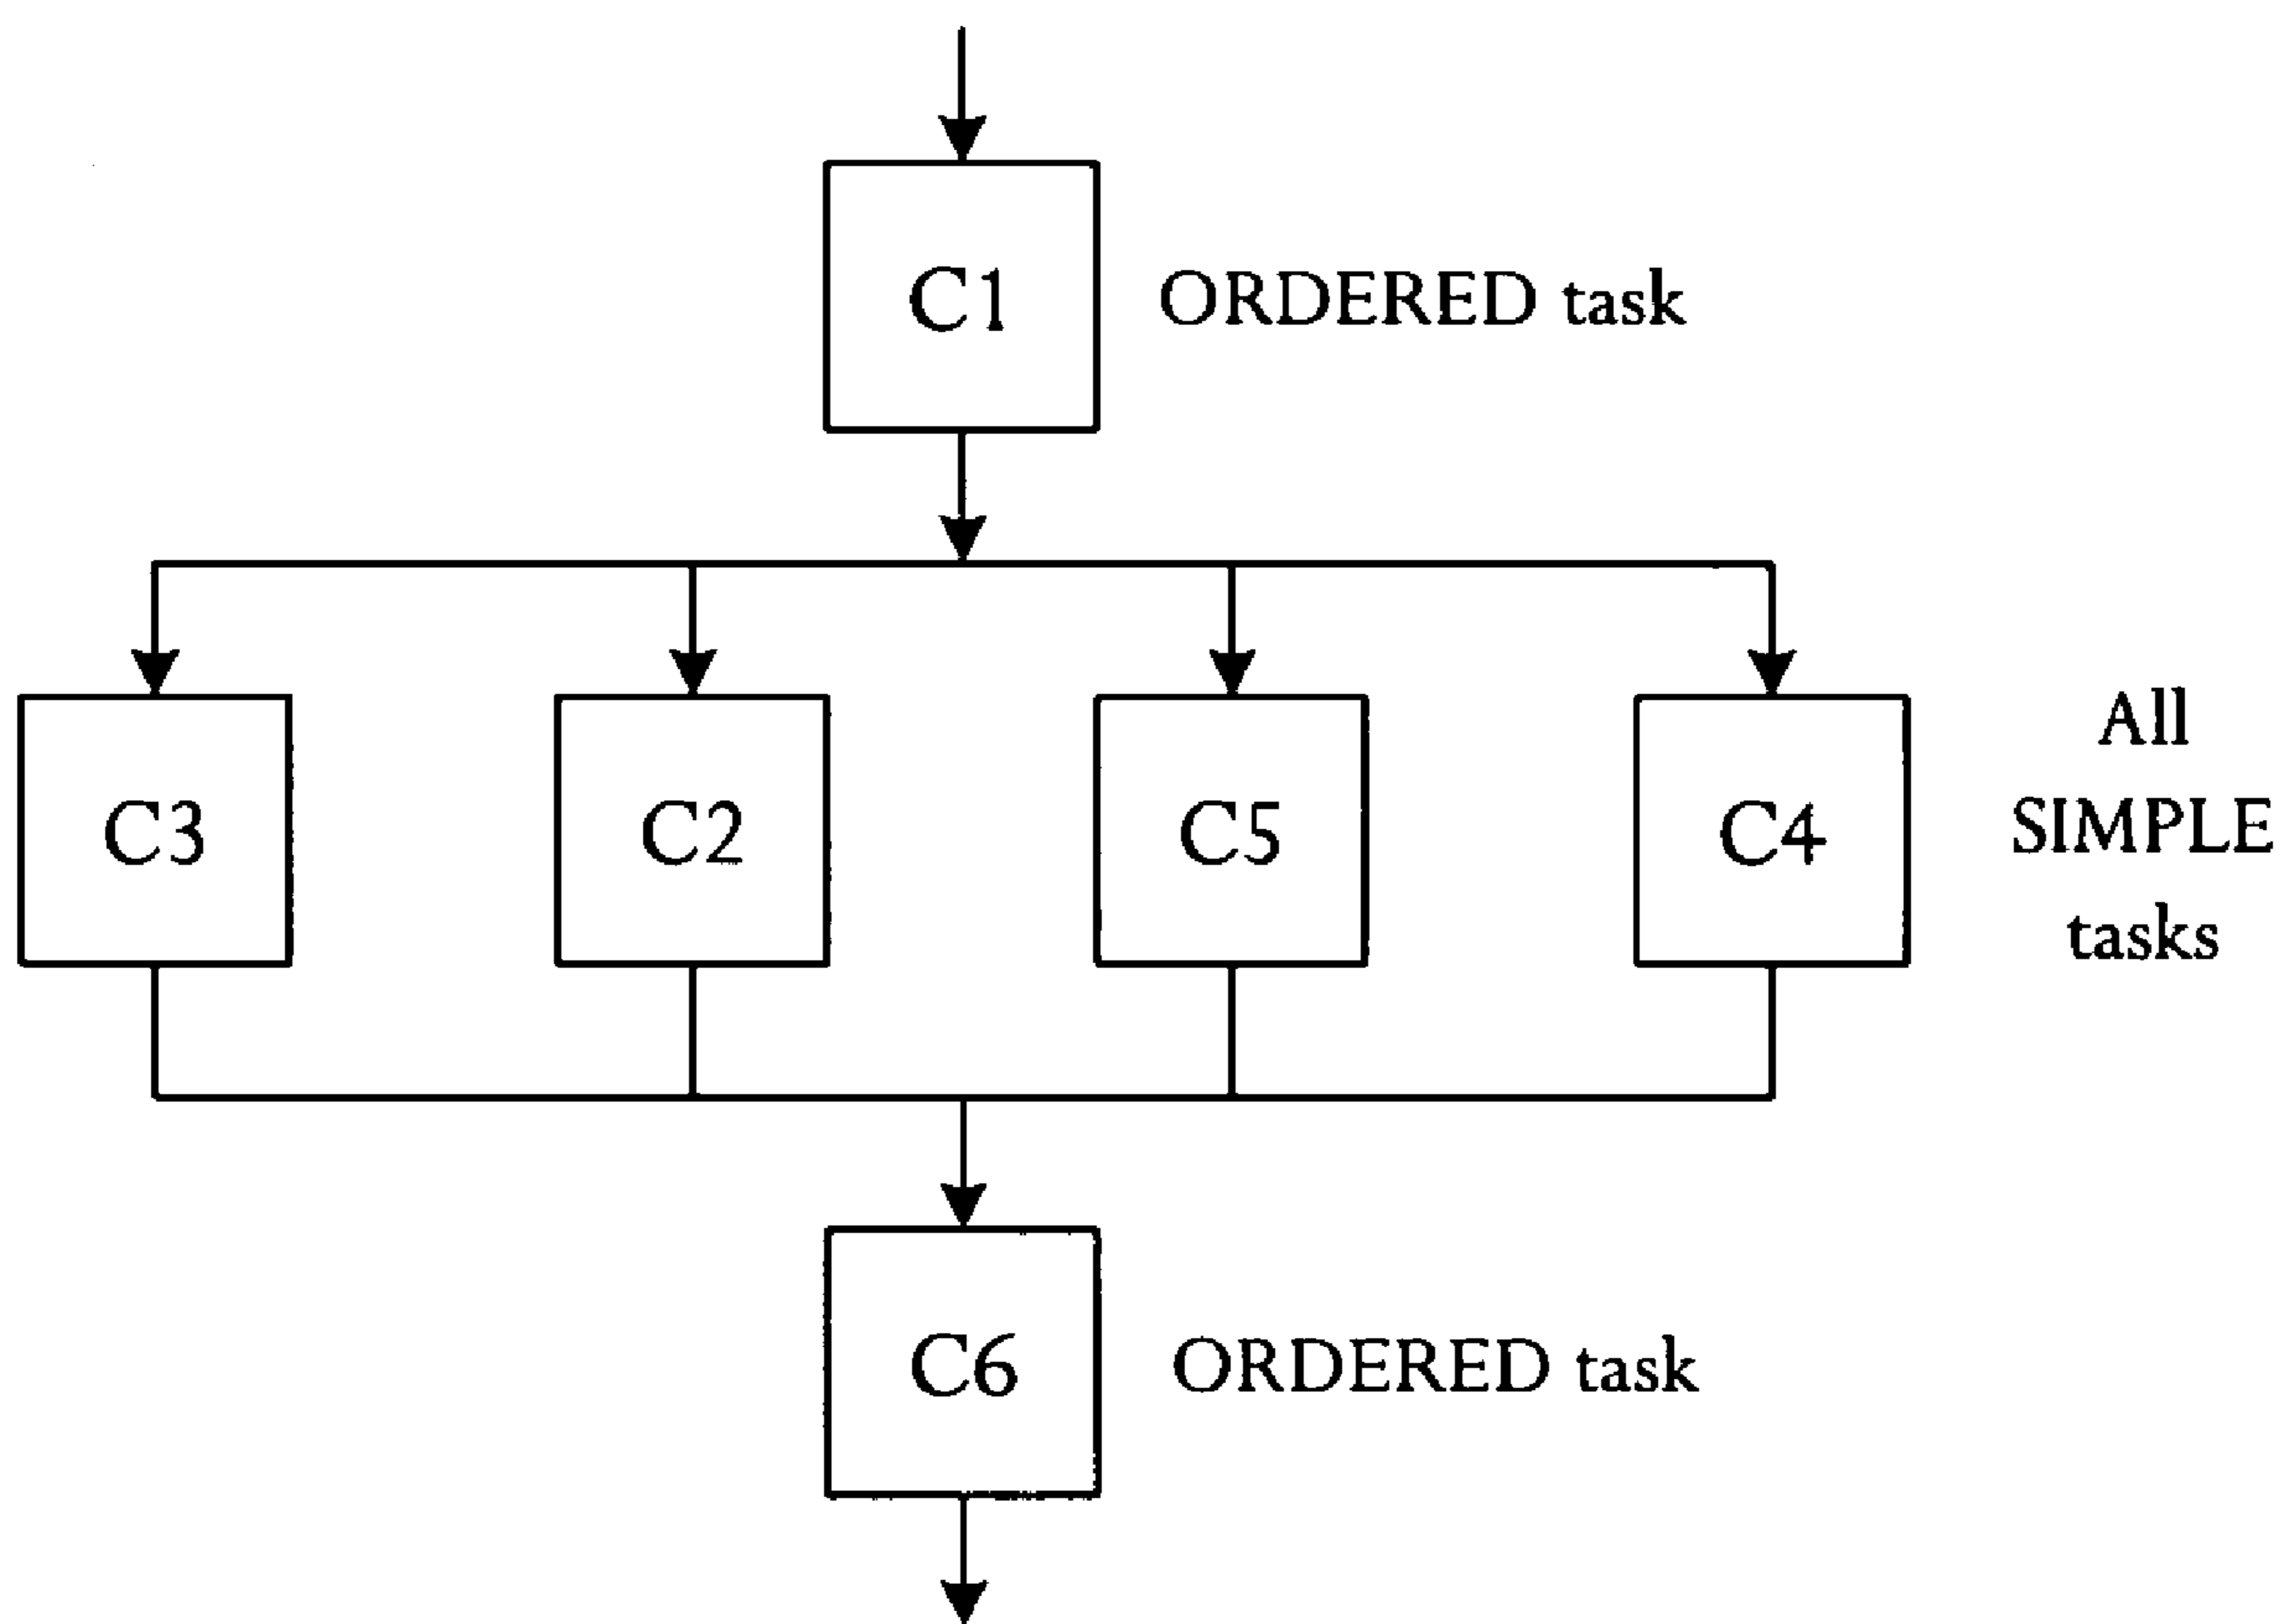 C1
ORDERED task
C3
C2
C5
C4
All
SIMPLE
tasks
C6
ORDERED task